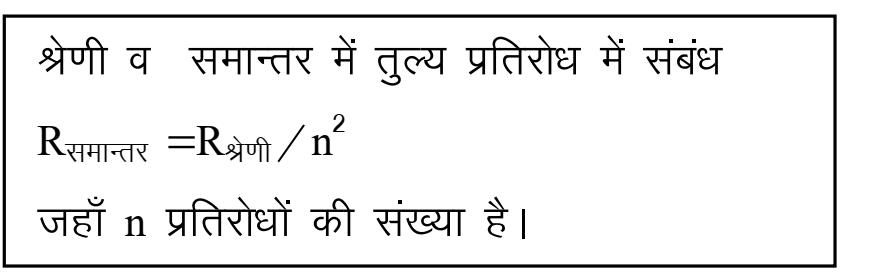 श्रेणी व समान्तर में तुल्य प्रतिरोध में संबंध
Rसमान्तर =Rश्रेणी / n²
जहाँ n प्रतिरोधों की संख्या है।